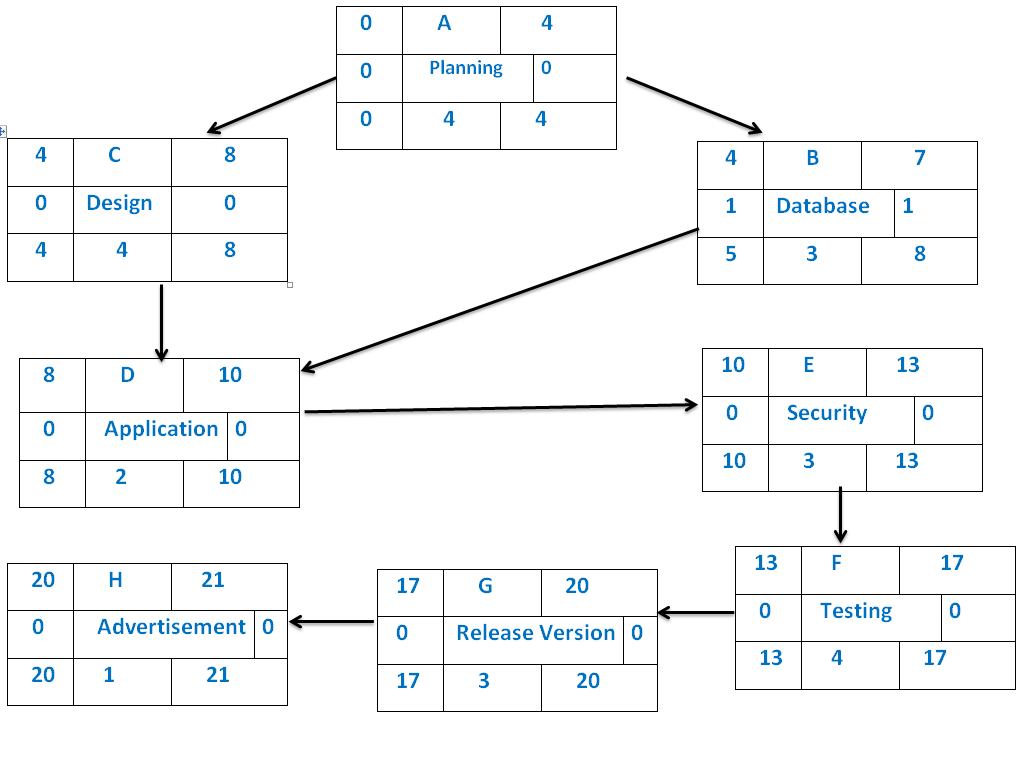 0 A 4
0 Planning 0
0 4 4
4 C 8
0 Design 0
4 4 8
4 B 7
1 Database 1
5 3 8
8 D 10
0 Application 0
8 2 10
10 E 13
0 Security 0
10 3 13
13 F 17
0 Testing 0
13 4 17
17 G 20
0 Release Version 0
17 3 20
20 H 21
0 Advertisement 0
20 1 21